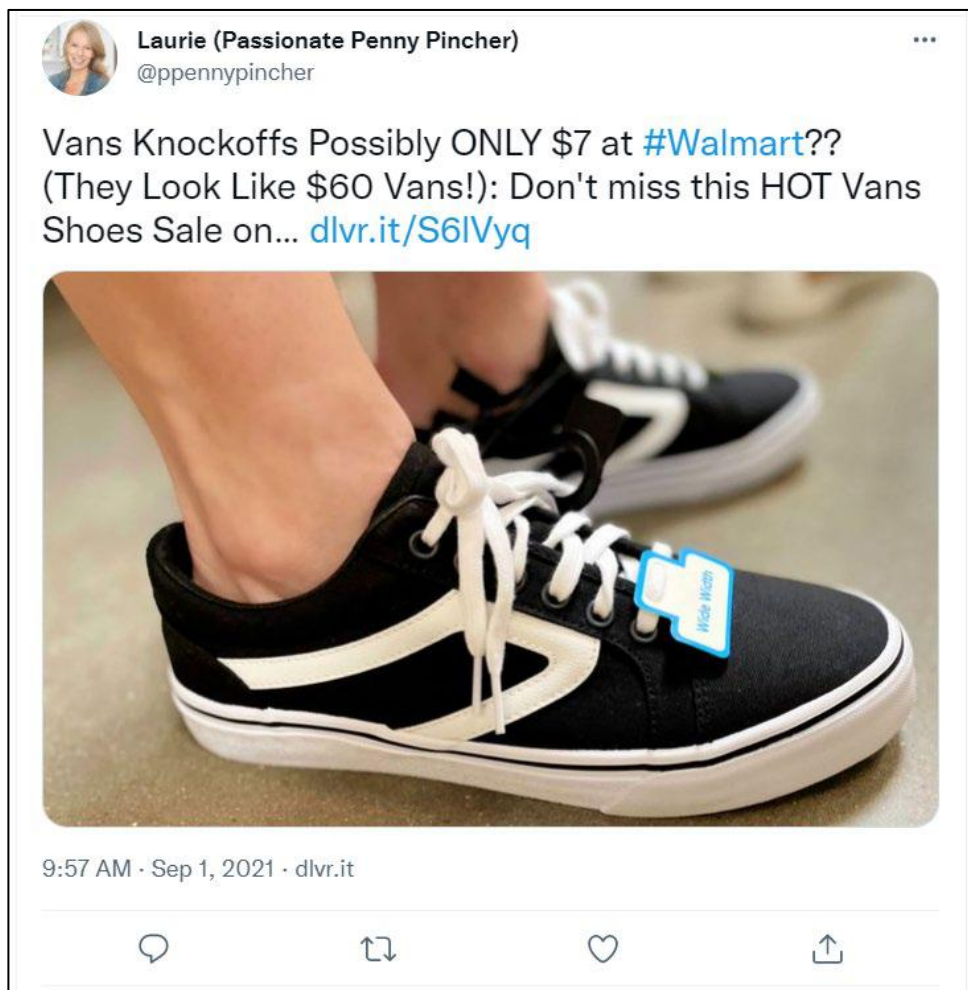 Laurie (Passionate Penny Pincher)
@ppennypincher
Vans Knockoffs Possibly ONLY $7 at #Walmart??
(They Look Like $60 Vans!): Don't miss this HOT Vans
Shoes Sale on... dlvr.it/S6lVyq
Wide Width
9:57 AM · Sep 1, 2021 · dlvr.it